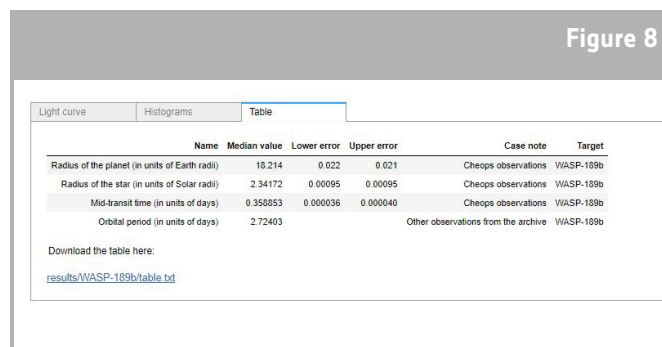 Figure 8
Light curve Histograms Table
Name Median value Lower error Upper error Case note Target
Radius of the planet (in units of Earth radii) 18.214 0.022 0.021 Cheops observations WASP-189b
Radius of the star (in units of Solar radii) 2.34172 0.00095 0.00095 Cheops observations WASP-189b
Mid-transit time (in units of days) 0.358853 0.000036 0.000040 Cheops observations WASP-189b
Orbital period (in units of days) 2.72403 Other observations from the archive WASP-189b
Download the table here:
results/WASP-189b/table.txt